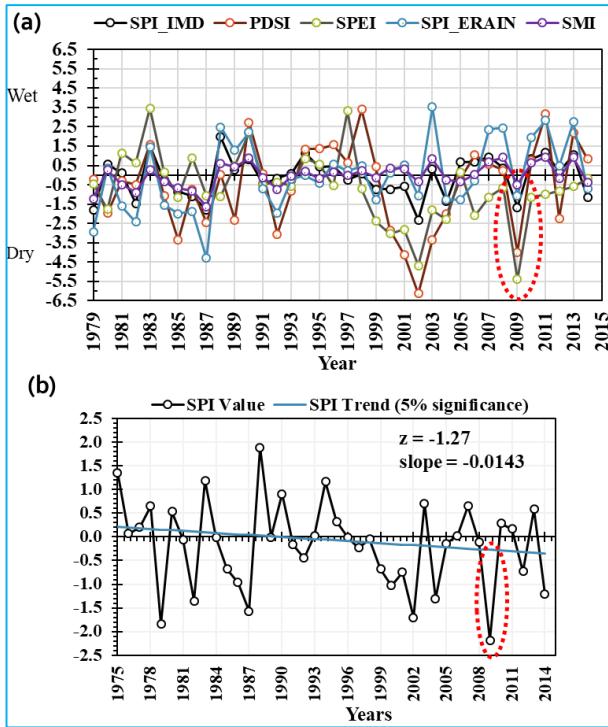 (a)
SPI_IMD PDSI SPEI SPI_ERAIN SMI
6.5
5.5
4.5
3.5
2.5
1.5
0.5
-0.5
-1.5
-2.5
-3.5
-4.5
-5.5
-6.5
Wet
Dry
1979 1981 1983 1985 1987 1989 1991 1993 1995 1997 1999 2001 2003 2005 2007 2009 2011 2013 2015
Year
(b)
SPI Value SPI Trend (5% significance)
z = -1.27
slope = -0.0143
2.5
2.0
1.5
1.0
0.5
0.0
-0.5
-1.0
-1.5
-2.0
-2.5
1975 1978 1981 1984 1987 1990 1993 1996 1999 2002 2005 2008 2011 2014
Years